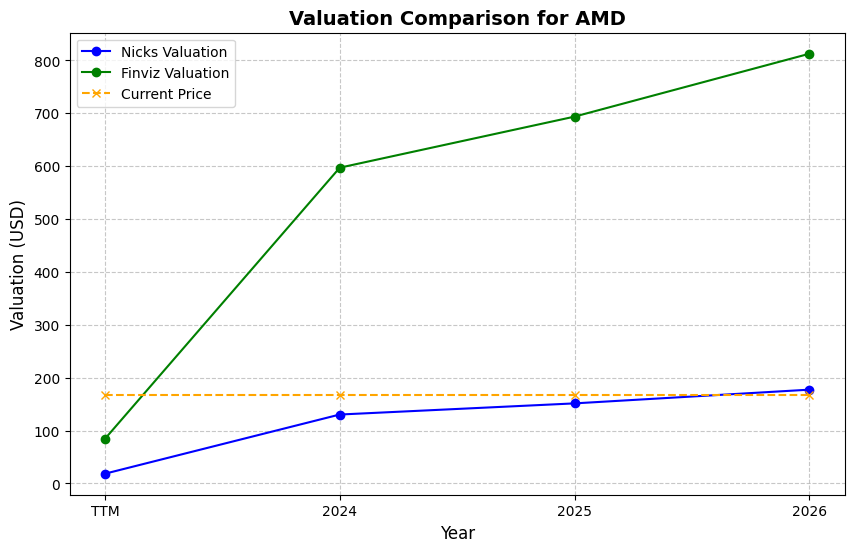 Valuation Comparison for AMD
Nicks Valuation
Finviz Valuation
Current Price
Valuation (USD)
800
700
600
500
400
300
200
100
0
TTM 2024 2025 2026
Year